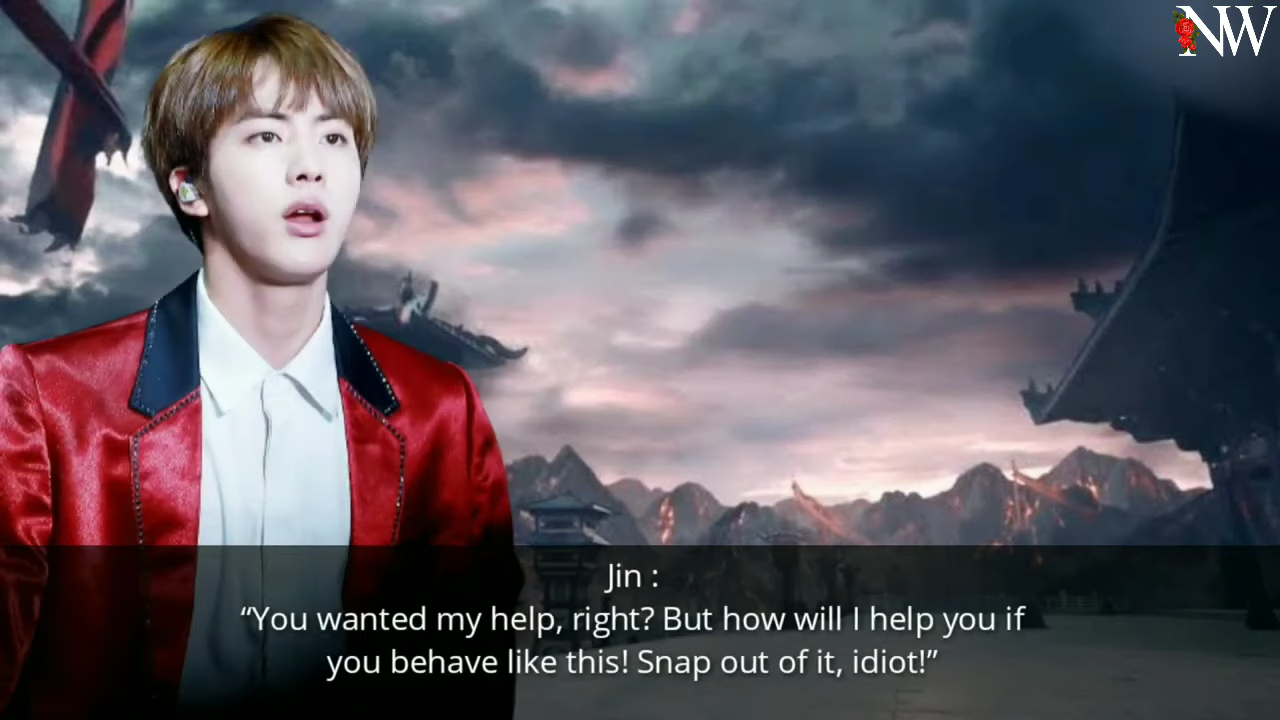 NW
Jin :
“You wanted my help, right? But how will I help you if
you behave like this! Snap out of it, idiot!”